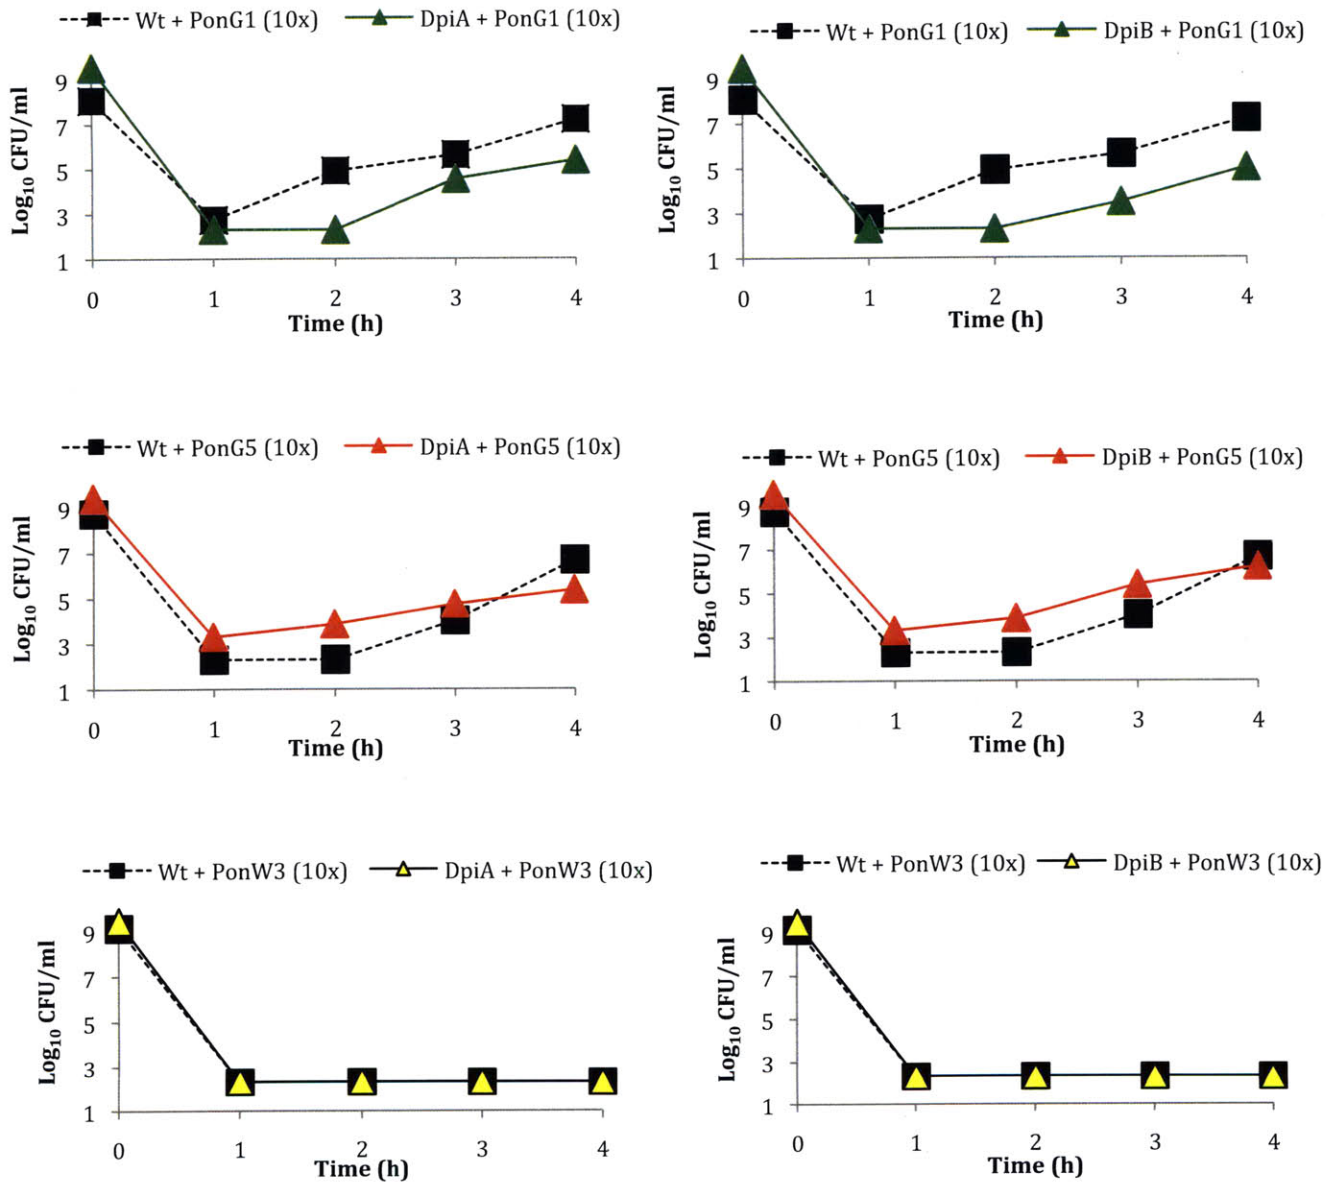 Wt + PonG1 (10x) DpiA + PonG1 (10x)
Log10 CFU/ml
9
7
5
3
1
0 1 2 3 4
Time (h)
Wt + PonG1 (10x) DpiB + PonG1 (10x)
Log10 CFU/ml
9
7
5
3
1
0 1 2 3 4
Time (h)
Wt + PonG5 (10x) DpiA + PonG5 (10x)
Log10 CFU/ml
9
7
5
3
1
0 1 2 3 4
Time (h)
Wt + PonG5 (10x) DpiB + PonG5 (10x)
Log10 CFU/ml
9
7
5
3
1
0 1 2 3 4
Time (h)
Wt + PonW3 (10x) DpiA + PonW3 (10x)
Log10 CFU/ml
9
7
5
3
1
0 1 2 3 4
Time (h)
Wt + PonW3 (10x) DpiB + PonW3 (10x)
Log10 CFU/ml
9
7
5
3
1
0 1 2 3 4
Time (h)